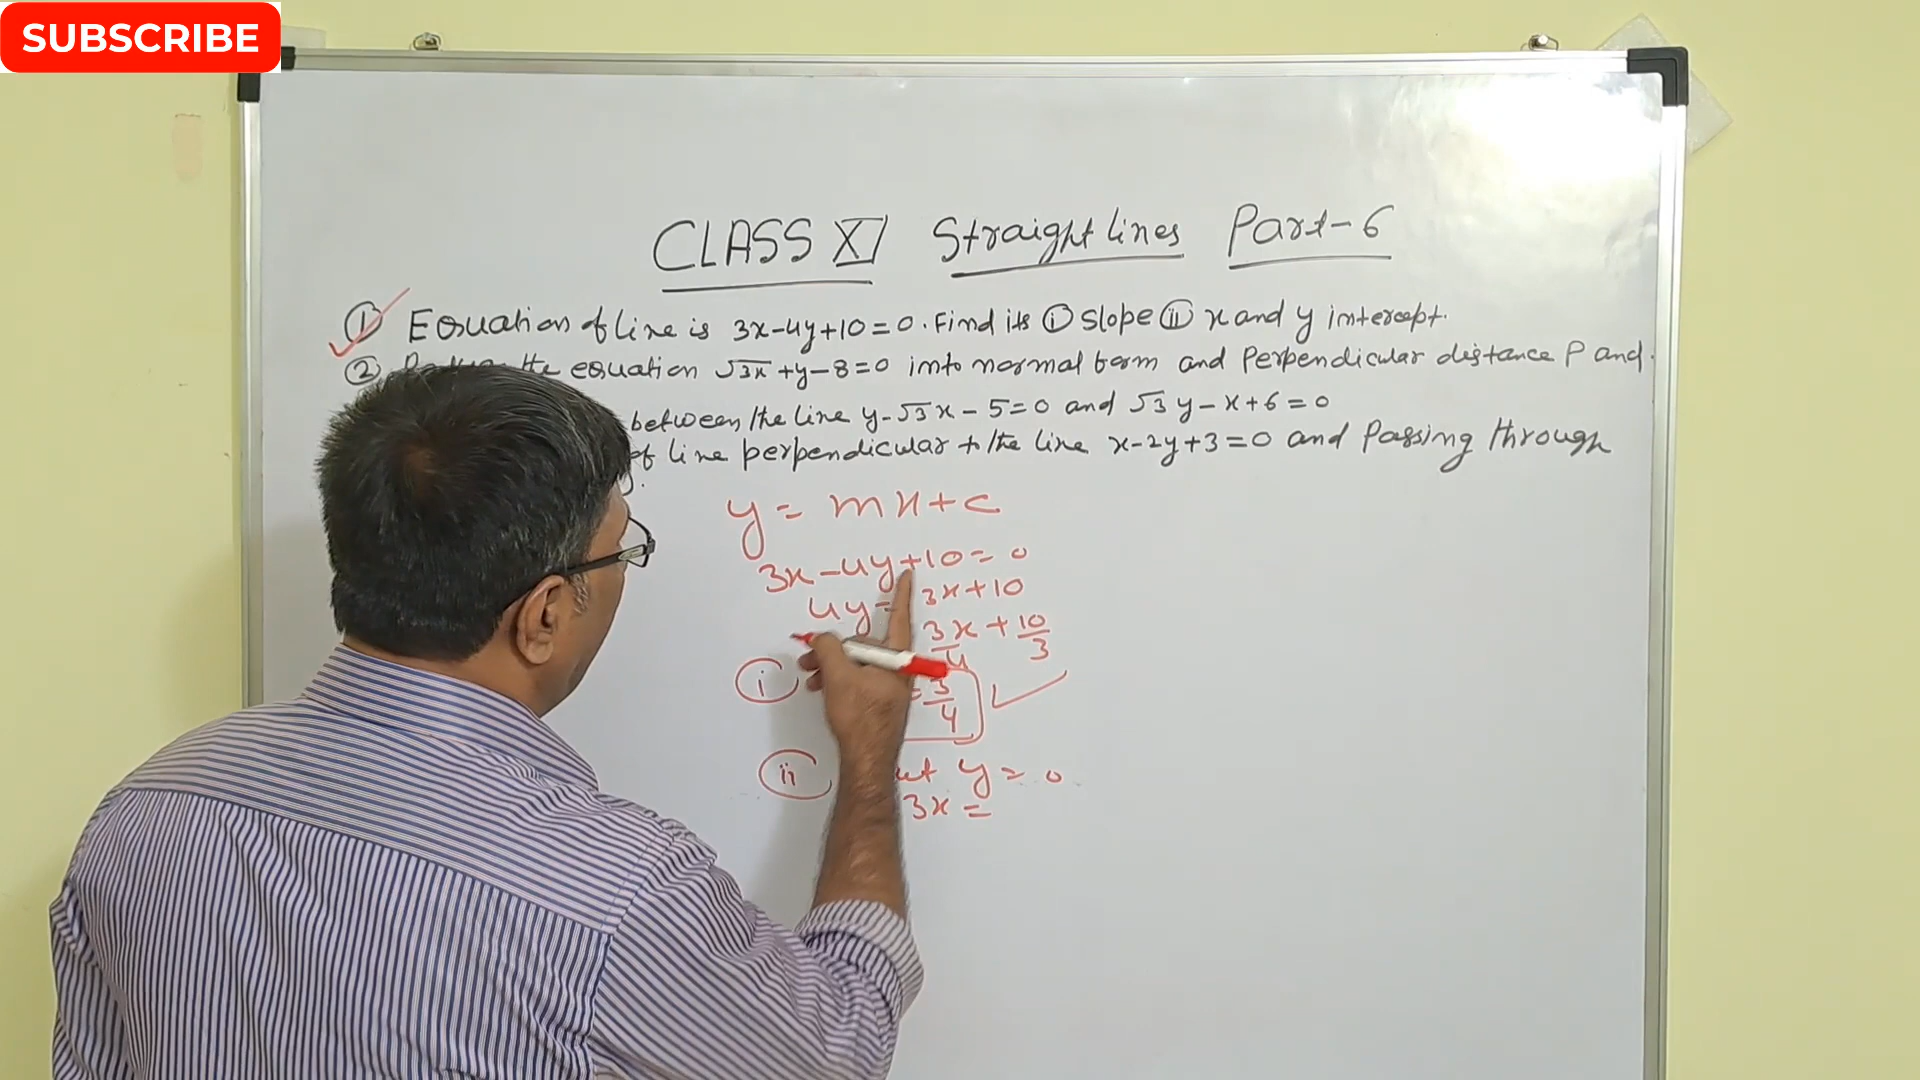 SUBSCRIBE
CLASS XI Straight lines Part-6
① Equation of line is 3x-4y+10=0. Find its ⓘ slope ⓘⓘ x and y intercept.
② the equation √3x+y-8=0 into normal form and Perpendicular distance P and
between the line y-√3x-5=0 and √3y-x+6=0
of line perpendicular to the line x-2y+3=0 and Passing through
y=mx+c
3x-4y+10=0
4y=3x+10
3x/4+10/3
i =3/4
ii y=0
3x=